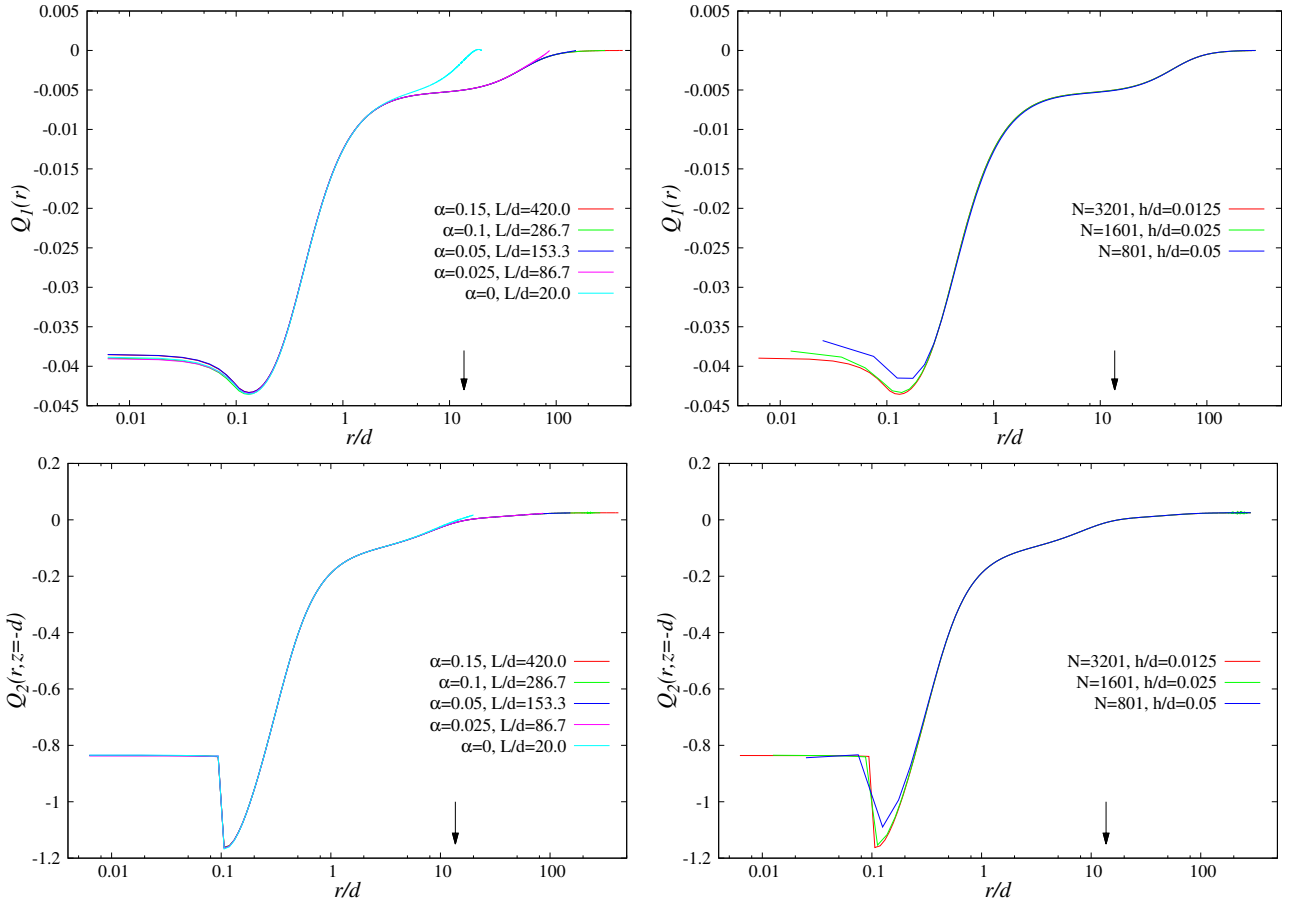 0.005
0
-0.005
-0.01
-0.015
-0.02
-0.025
-0.03
-0.035
-0.04
-0.045
Q1(r)
α=0.15, L/d=420.0
α=0.1, L/d=286.7
α=0.05, L/d=153.3
α=0.025, L/d=86.7
α=0, L/d=20.0
0.01 0.1 1 10 100
r/d
0.005
0
-0.005
-0.01
-0.015
-0.02
-0.025
-0.03
-0.035
-0.04
-0.045
Q1(r)
N=3201, h/d=0.0125
N=1601, h/d=0.025
N=801, h/d=0.05
0.01 0.1 1 10 100
r/d
0.2
0
-0.2
-0.4
-0.6
-0.8
-1
-1.2
Q2(r,z=-d)
α=0.15, L/d=420.0
α=0.1, L/d=286.7
α=0.05, L/d=153.3
α=0.025, L/d=86.7
α=0, L/d=20.0
0.01 0.1 1 10 100
r/d
0.2
0
-0.2
-0.4
-0.6
-0.8
-1
-1.2
Q2(r,z=-d)
N=3201, h/d=0.0125
N=1601, h/d=0.025
N=801, h/d=0.05
0.01 0.1 1 10 100
r/d